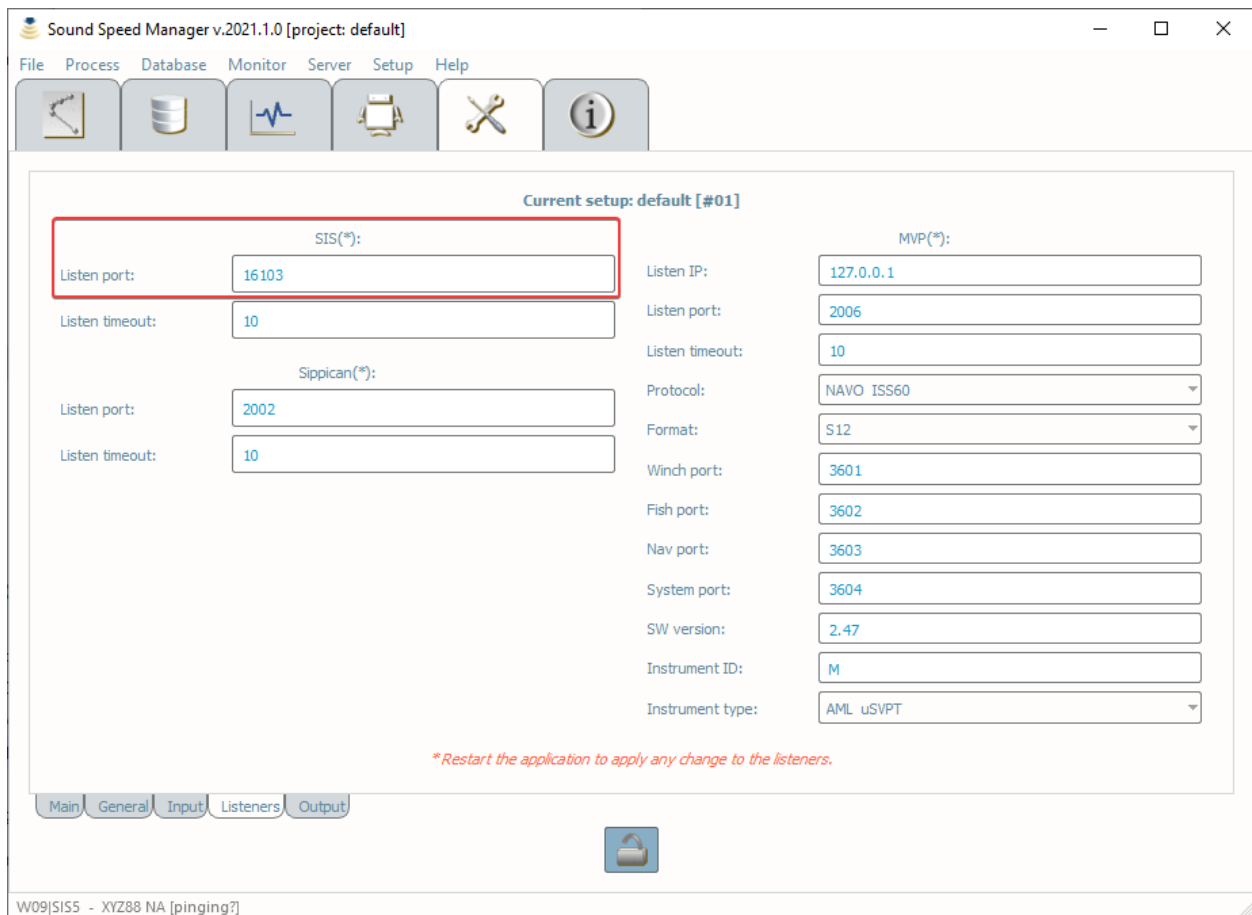 Sound Speed Manager v.2021.1.0 [project: default]
File Process Database Monitor Server Setup Help
Current setup: default [#01]
SIS(*):
Listen port: 16103
Listen timeout: 10
Sippican(*):
Listen port: 2002
Listen timeout: 10
MVP(*):
Listen IP: 127.0.0.1
Listen port: 2006
Listen timeout: 10
Protocol: NAVO ISS60
Format: S12
Winch port: 3601
Fish port: 3602
Nav port: 3603
System port: 3604
SW version: 2.47
Instrument ID: M
Instrument type: AML uSVPT
*Restart the application to apply any change to the listeners.
Main General Input Listeners Output
W09|SIS5 - XYZ88 NA [pinging?]